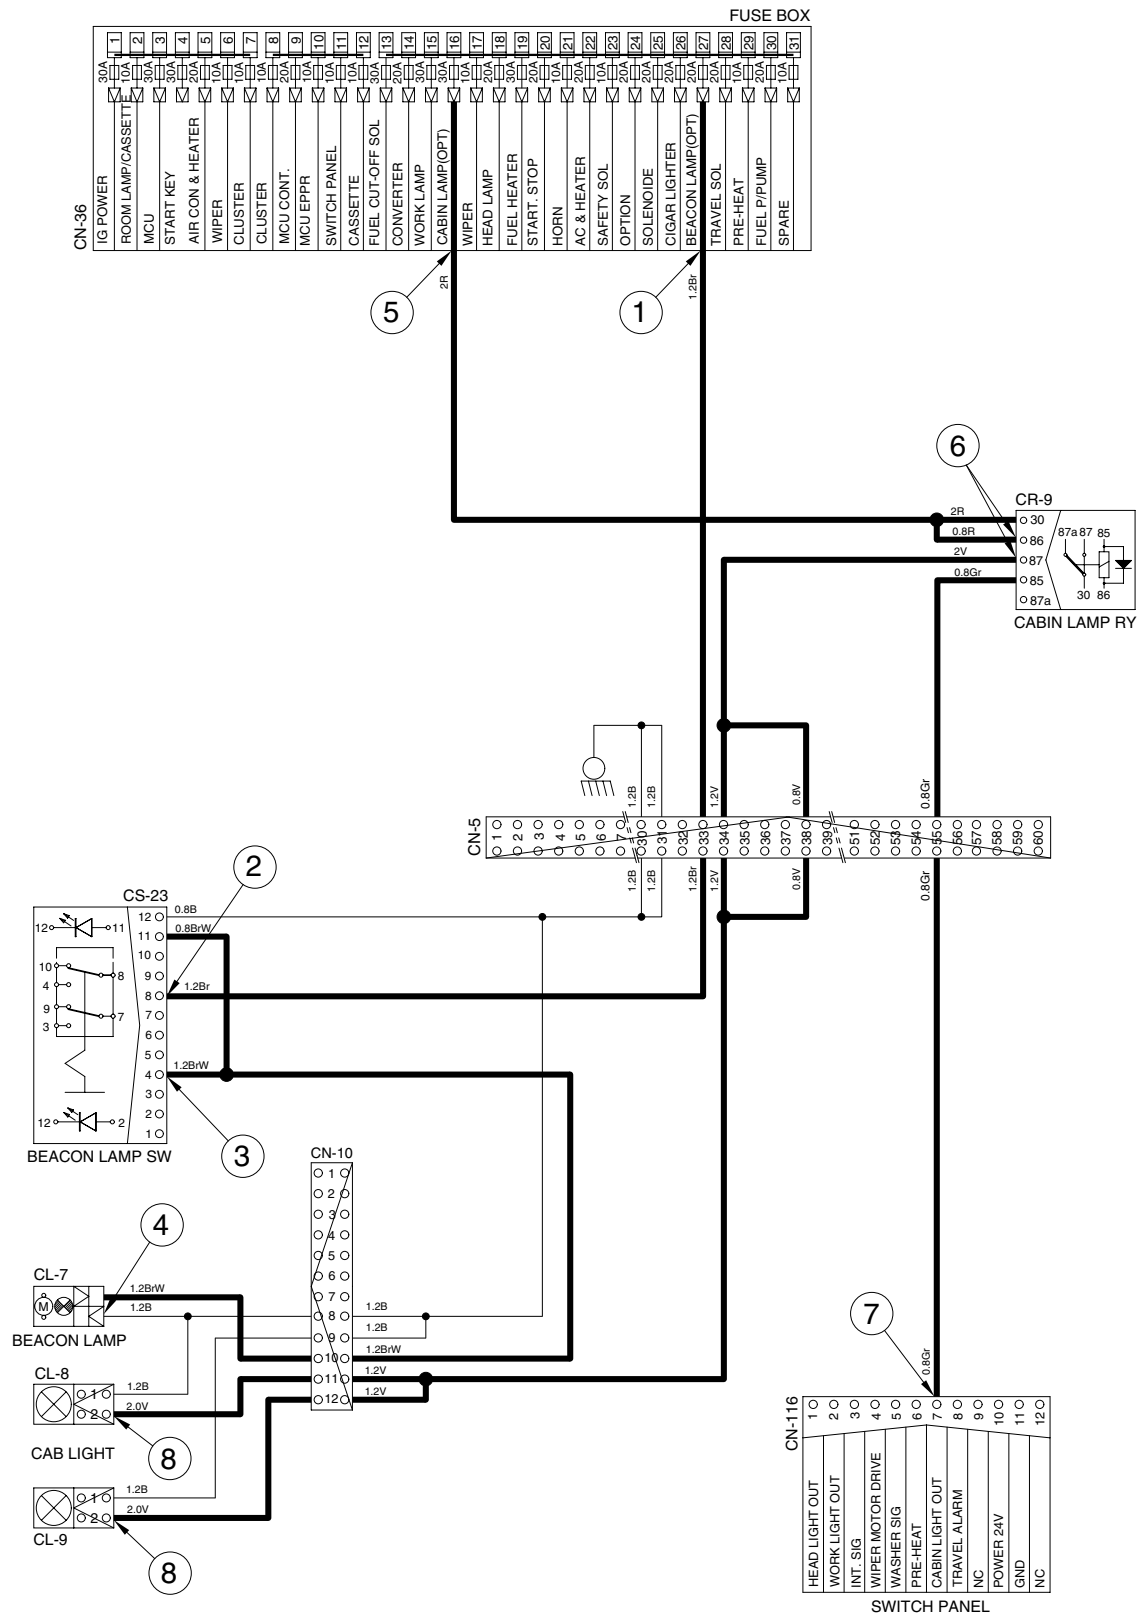 FUSE BOX
1 2 3 4 5 6 7 8 9 10 11 12 13 14 15 16 17 18 19 20 21 22 23 24 25 26 27 28 29 30 31
30A 10A 30A 30A 20A 10A 10A 10A 20A 10A 10A 10A 30A 20A 20A 20A 10A 20A 20A 20A 10A 20A 10A 20A 20A 10A 20A 20A 10A 20A 10A
CN-36
IG POWER
ROOM LAMP/CASSETTE
MCU
START KEY
AIR CON & HEATER
WIPER
CLUSTER
CLUSTER
MCU CONT.
MCU EPPR
SWITCH PANEL
CASSETTE
FUEL CUT-OFF SOL
CONVERTER
WORK LAMP
CABIN LAMP(OPT)
WIPER
HEAD LAMP
FUEL HEATER
START. STOP
HORN
AC & HEATER
SAFETY SOL
OPTION
SOLENOIDE
CIGAR LIGHTER
BEACON LAMP(OPT)
TRAVEL SOL
PRE-HEAT
FUEL P/PUMP
SPARE
2R
1.2Br
5
1
6
CR-9
2R
30
0.8R
86
2V
87
0.8Gr
85
87a
87a 87 85
30 86
CABIN LAMP RY
1.2B 1.2B 1.2V 0.8V 0.8Gr
CN-5
1 2 3 4 5 6 7 30 31 32 33 34 35 36 37 38 39 51 52 53 54 55 56 57 58 59 60
1.2B 1.2B 1.2Br 1.2V 0.8V 0.8Gr
2
CS-23
12 0.8B
11 0.8BrW
10
9
8 1.2Br
7
6
5
4 1.2BrW
3
2
1
12 11
10 8
4
9 7
3
12 2
BEACON LAMP SW
3
CN-10
1
2
3
4
5
6
7
8 1.2B
9 1.2B
10 1.2BrW
11 1.2V
12 1.2V
4
CL-7
M
1.2BrW
1.2B
BEACON LAMP
CL-8
1 1.2B
2 2.0V
CAB LIGHT
8
1 1.2B
2 2.0V
CL-9
8
7
0.8Gr
CN-116
1 2 3 4 5 6 7 8 9 10 11 12
HEAD LIGHT OUT
WORK LIGHT OUT
INT. SIG
WIPER MOTOR DRIVE
WASHER SIG
PRE-HEAT
CABIN LIGHT OUT
TRAVEL ALARM
NC
POWER 24V
GND
NC
SWITCH PANEL